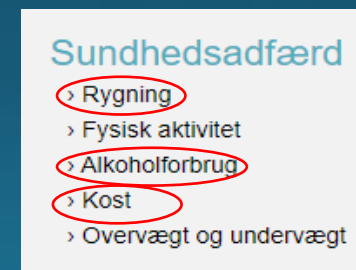 Sundhedsadfærd
› Rygning
› Fysisk aktivitet
› Alkoholforbrug
› Kost
› Overvægt og undervægt